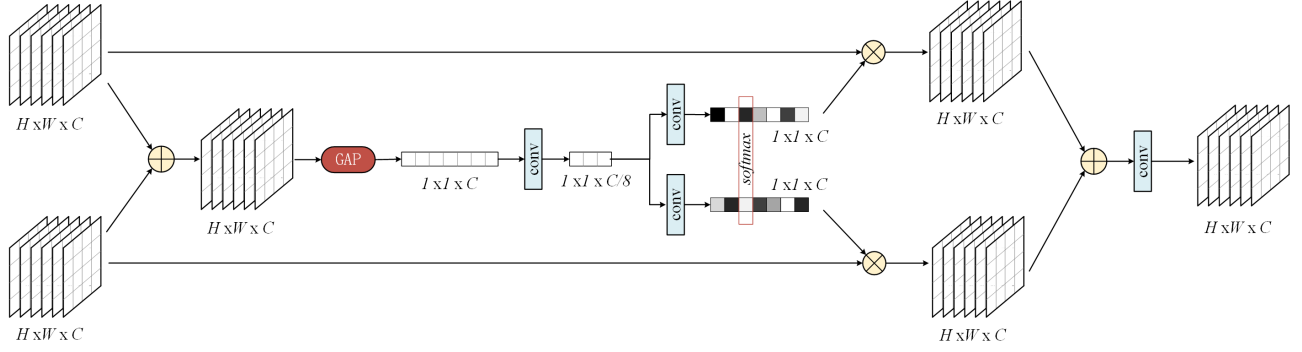 H x W x C
H x W x C
GAP
1 x 1 x C
conv
1 x 1 x C/8
conv
1 x 1 x C
softmax
conv
1 x 1 x C
H x W x C
H x W x C
H x W x C
conv
H x W x C
H x W x C